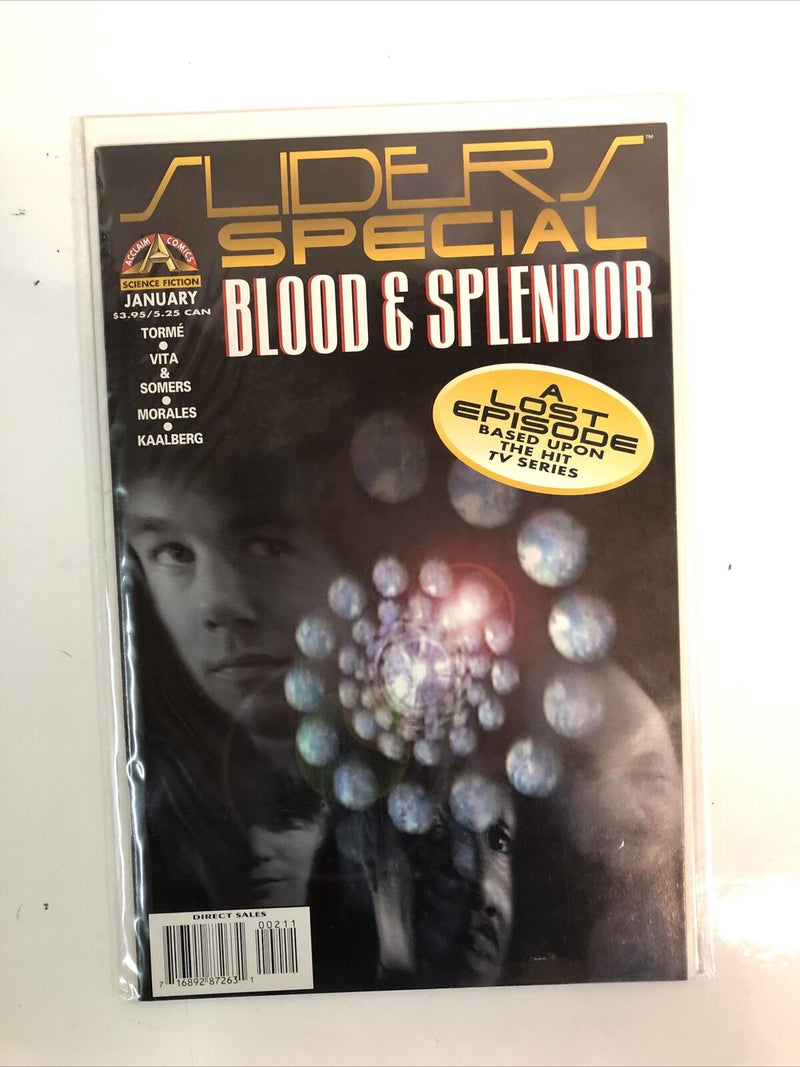 SLIDERS™
SPECIAL
BLOOD & SPLENDOR
ACCLAIM COMICS
A
SCIENCE FICTION
JANUARY
$3.95/5.25 CAN
TORMÉ
•
VITA
&
SOMERS
•
MORALES
•
KAALBERG
A
LOST
EPISODE
BASED UPON
THE HIT
TV SERIES
DIRECT SALES
00211
7 16892 87263 1